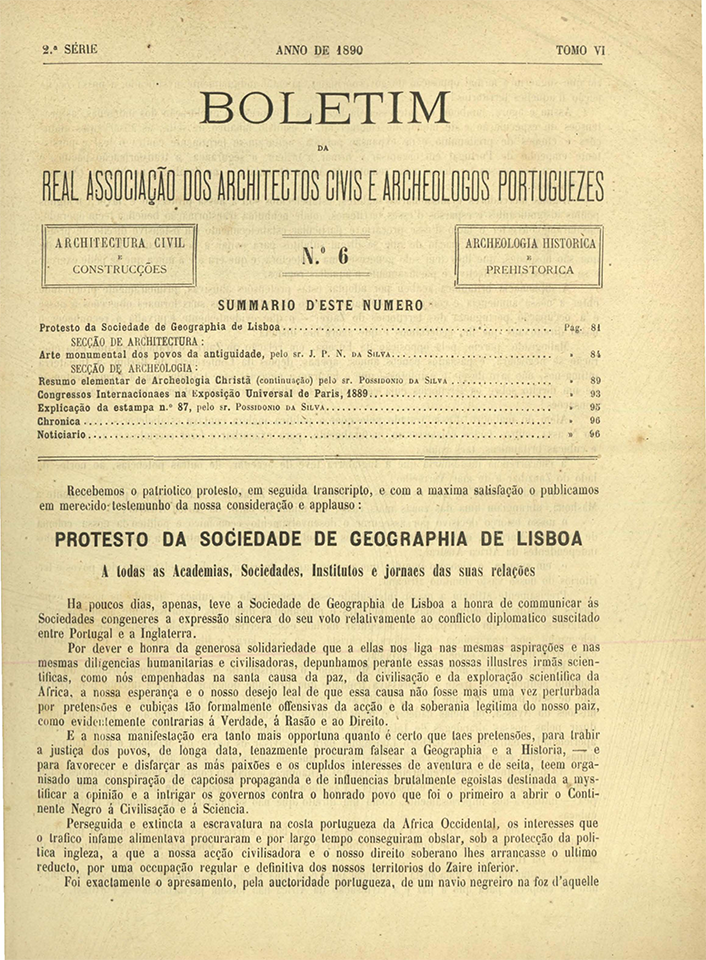 2.ª SÉRIE ANNO DE 1890 TOMO VI
BOLETIM
DA
REAL ASSOCIAÇÃO DOS ARCHITECTOS CIVIS E ARCHEOLOGOS PORTUGUEZES
ARCHITECTURA CIVIL
E
CONSTRUCÇÕES
N.º 6
ARCHEOLOGIA HISTORICA
E
PREHISTORICA
SUMMARIO D'ESTE NUMERO
Protesto da Sociedade de Geographia de Lisboa........ Pag. 81
SECÇÃO DE ARCHITECTURA:
Arte monumental dos povos da antiguidade, pelo sr. J. P. N. DA SILVA........ » 84
SECÇÃO DE ARCHEOLOGIA:
Resumo elementar de Archeologia Christã (continuação) pelo sr. POSSIDONIO DA SILVA........ » 89
Congressos Internacionaes na Exposição Universal de Paris, 1889........ » 93
Explicação da estampa n.º 87, pelo sr. POSSIDONIO DA SILVA........ » 95
Chronica........ » 96
Noticiario........ » 96
Recebemos o patriotico protesto, em seguida transcripto, e com a maxima satisfação o publicamos
em merecido testemunho da nossa consideração e applauso:
PROTESTO DA SOCIEDADE DE GEOGRAPHIA DE LISBOA
A todas as Academias, Sociedades, Institutos e jornaes das suas relações
Ha poucos dias, apenas, teve a Sociedade de Geographia de Lisboa a honra de communicar ás
Sociedades congeneres a expressão sincera do seu voto relativamente ao conflicto diplomatico suscitado
entre Portugal e a Inglaterra.
Por dever e honra da generosa solidariedade que a ellas nos liga nas mesmas aspirações e nas
mesmas diligencias humanitarias e civilisadoras, depunhamos perante essas nossas illustres irmãs scien-
tificas, como nós empenhadas na santa causa da paz, da civilisação e da exploração scientifica da
Africa, a nossa esperança e o nosso desejo leal de que essa causa não fosse mais uma vez perturbada
por pretensões e cubiças tão formalmente offensivas da acção e da soberania legitima do nosso paiz,
como evidentemente contrarias á Verdade, á Rasão e ao Direito.
E a nossa manifestação era tanto mais opportuna quanto é certo que taes pretensões, para trahir
a justiça dos povos, de longa data, tenazmente procuram falsear a Geographia e a Historia, — e
para favorecer e disfarçar as más paixões e os cupidos interesses de aventura e de seita, teem orga-
nisado uma conspiração de capciosa propaganda e de influencias brutalmente egoistas destinada a mys-
tificar a opinião e a intrigar os governos contra o honrado povo que foi o primeiro a abrir o Conti-
nente Negro á Civilisação e á Sciencia.
Perseguida e extincta a escravatura na costa portugueza da Africa Occidental, os interesses que
o trafico infame alimentava procuraram e por largo tempo conseguiram obstar, sob a protecção da poli-
tica ingleza, a que a nossa acção civilisadora e o nosso direito soberano lhes arrancasse o ultimo
reducto, por uma occupação regular e definitiva dos nossos territorios do Zaire inferior.
Foi exactamente o apresamento, pela auctoridade portugueza, de um navio negreiro na foz d'aquelle